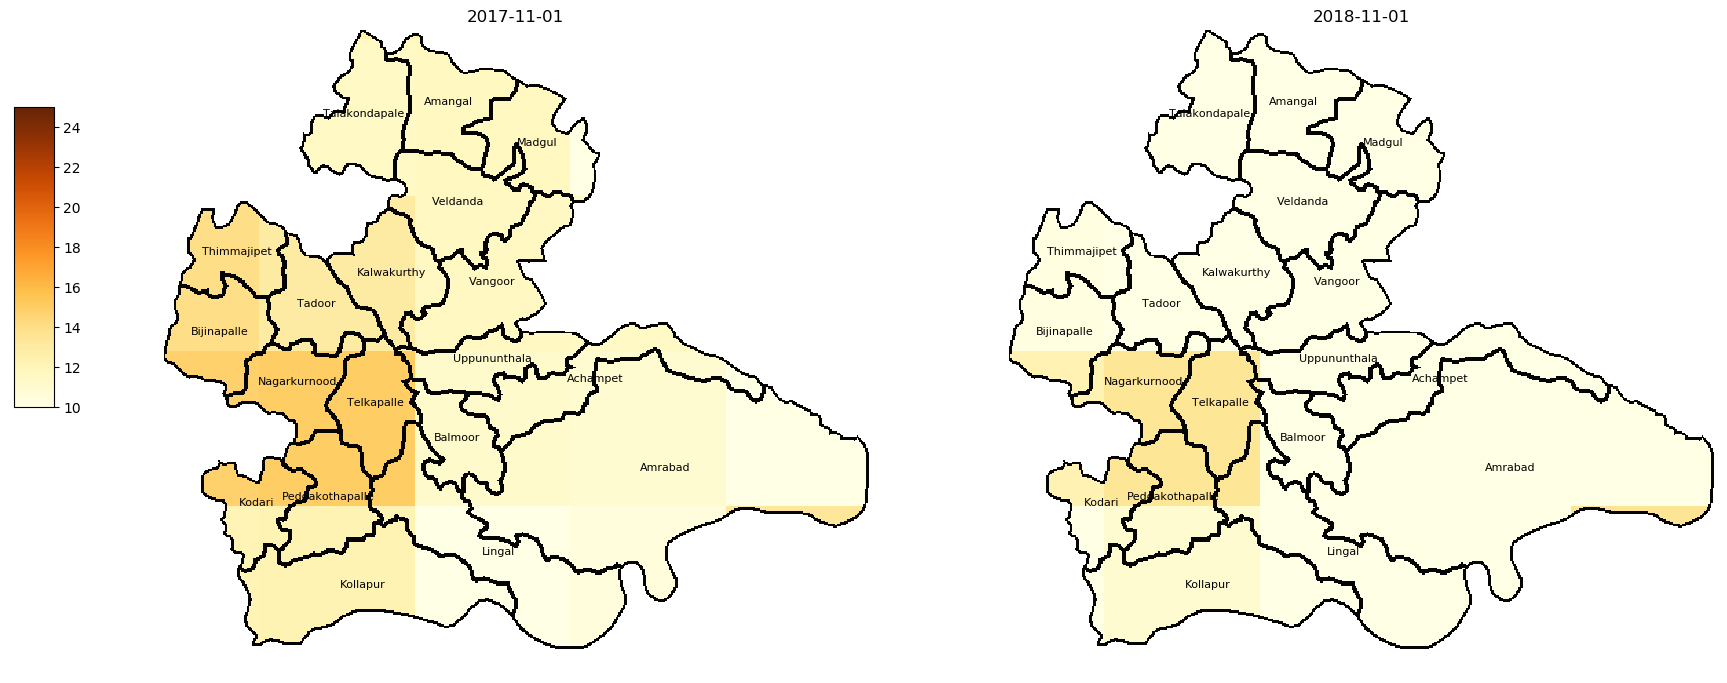 2017-11-01
2018-11-01
24
22
20
18
16
14
12
10
Talakondapale
Amangal
Madgul
Veldanda
Thimmajipet
Kalwakurthy
Vangoor
Tadoor
Bijinapalle
Uppununthala
Achampet
Nagarkurnood
Telkapalle
Balmoor
Amrabad
Kodari
Peddakothapalle
Lingal
Kollapur
Talakondapale
Amangal
Madgul
Veldanda
Thimmajipet
Kalwakurthy
Vangoor
Tadoor
Bijinapalle
Uppununthala
Achampet
Nagarkurnood
Telkapalle
Balmoor
Amrabad
Kodari
Peddakothapalle
Lingal
Kollapur